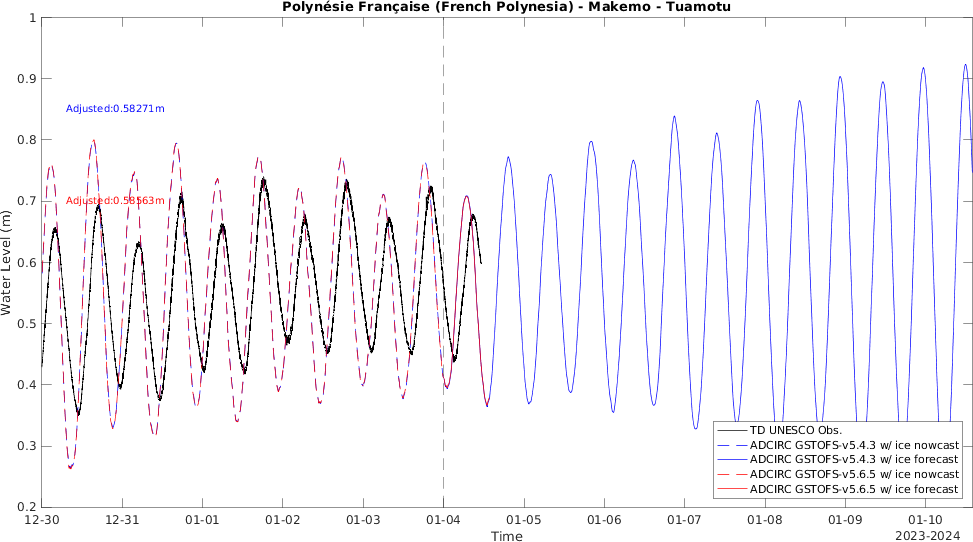 Polynésie Française (French Polynesia) - Makemo - Tuamotu
1
0.9
0.8
0.7
0.6
0.5
0.4
0.3
0.2
Water Level (m)
Adjusted:0.58271m
Adjusted:0.58563m
TD UNESCO Obs.
ADCIRC GSTOFS-v5.4.3 w/ ice nowcast
ADCIRC GSTOFS-v5.4.3 w/ ice forecast
ADCIRC GSTOFS-v5.6.5 w/ ice nowcast
ADCIRC GSTOFS-v5.6.5 w/ ice forecast
12-30 12-31 01-01 01-02 01-03 01-04 01-05 01-06 01-07 01-08 01-09 01-10
Time
2023-2024